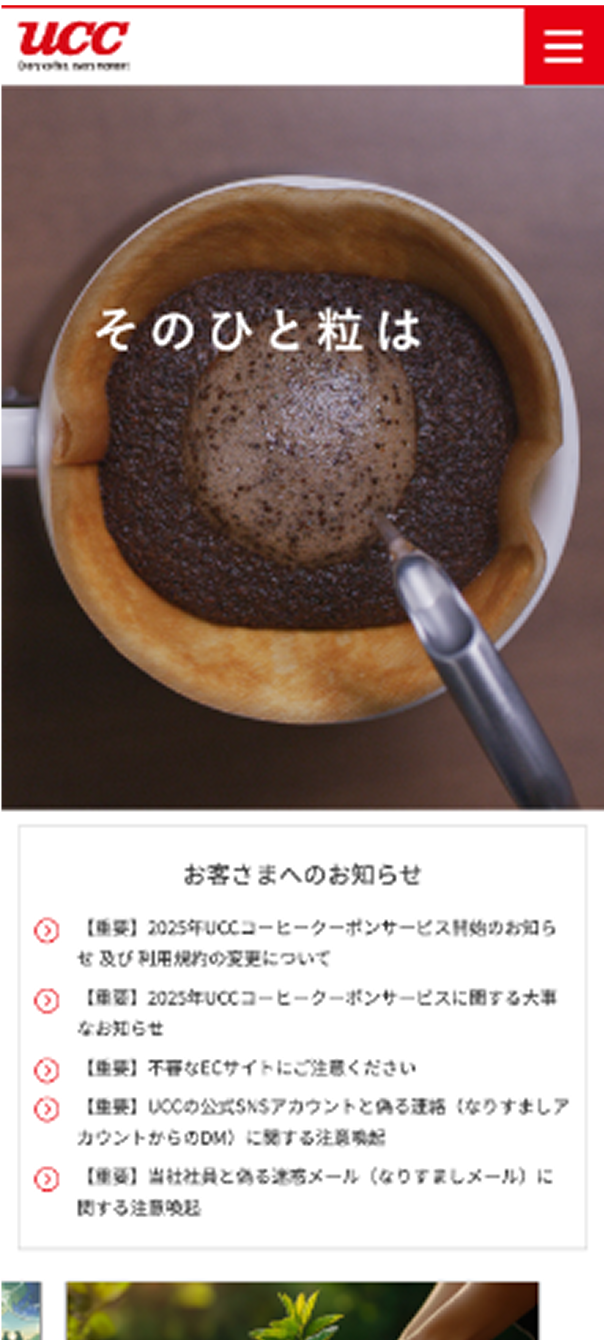 UCC
そのひと粒は
お客さまへのお知らせ
【重要】2025年UCCコーヒークーポンサービス開始のお知ら
せ 及び 利用規約の変更について
【重要】2025年UCCコーヒークーポンサービスに関する大事
なお知らせ
【重要】不審なECサイトにご注意ください
【重要】UCCの公式SNSアカウントと偽る連絡（なりすましア
カウントからのDM）に関する注意喚起
【重要】当社社員と偽る迷惑メール（なりすましメール）に
関する注意喚起